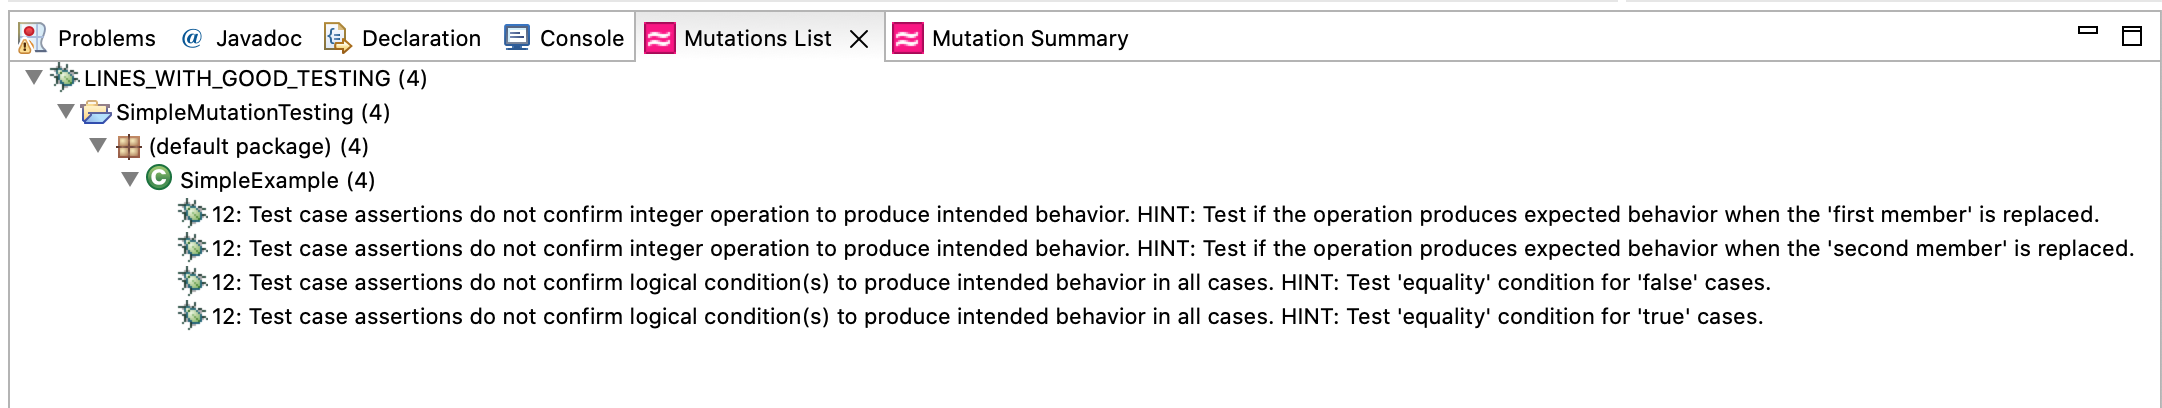 Problems @ Javadoc Declaration Console Mutations List Mutation Summary
LINES_WITH_GOOD_TESTING (4)
SimpleMutationTesting (4)
(default package) (4)
C SimpleExample (4)
12: Test case assertions do not confirm integer operation to produce intended behavior. HINT: Test if the operation produces expected behavior when the 'first member' is replaced.
12: Test case assertions do not confirm integer operation to produce intended behavior. HINT: Test if the operation produces expected behavior when the 'second member' is replaced.
12: Test case assertions do not confirm logical condition(s) to produce intended behavior in all cases. HINT: Test 'equality' condition for 'false' cases.
12: Test case assertions do not confirm logical condition(s) to produce intended behavior in all cases. HINT: Test 'equality' condition for 'true' cases.